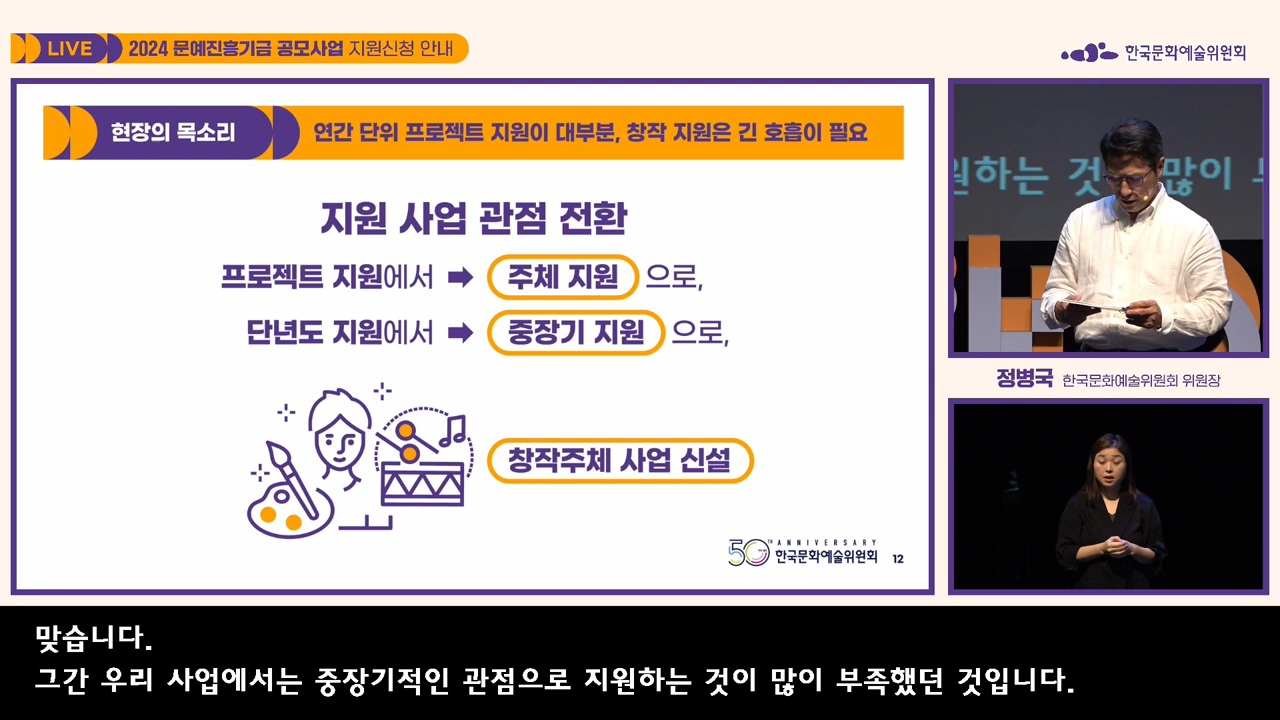 LIVE 2024 문예진흥기금 공모사업 지원신청 안내
한국문화예술위원회
현장의 목소리
연간 단위 프로젝트 지원이 대부분, 창작 지원은 긴 호흡이 필요
지원 사업 관점 전환
프로젝트 지원에서 ➡ 주체 지원 으로,
단년도 지원에서 ➡ 중장기 지원 으로,
창작주체 사업 신설
50TH ANNIVERSARY
한국문화예술위원회
12
원하는 것 많이
정병국 한국문화예술위원회 위원장
맞습니다.
그간 우리 사업에서는 중장기적인 관점으로 지원하는 것이 많이 부족했던 것입니다.